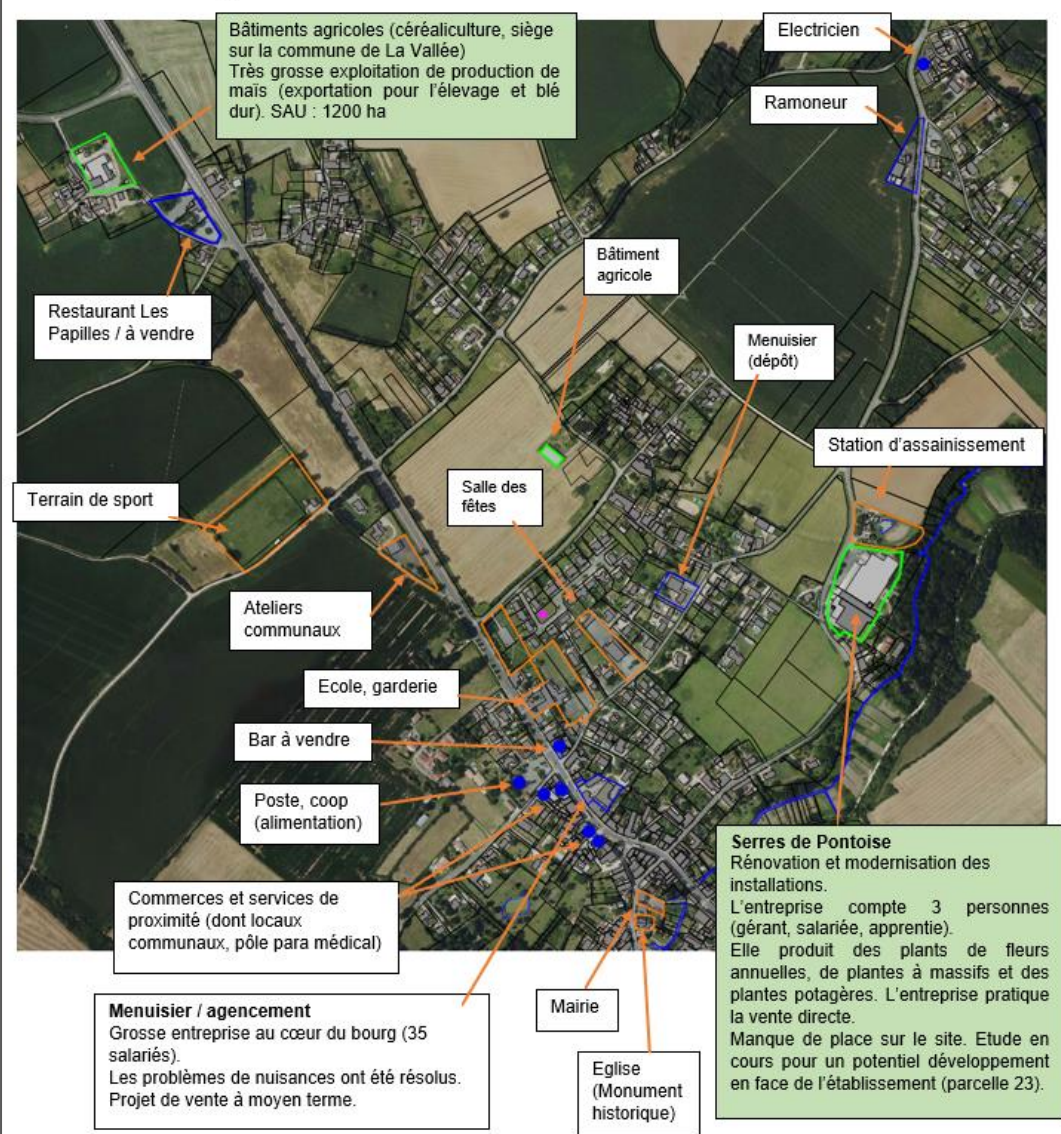 Bâtiments agricoles (céréaliculture, siège
sur la commune de La Vallée)
Très grosse exploitation de production de
maïs (exportation pour l'élevage et blé
dur). SAU : 1200 ha
Electricien
Ramoneur
Restaurant Les
Papilles / à vendre
Bâtiment
agricole
Menuisier
(dépôt)
Station d'assainissement
Terrain de sport
Salle des
fêtes
Ateliers
communaux
Ecole, garderie
Bar à vendre
Poste, coop
(alimentation)
Commerces et services de
proximité (dont locaux
communaux, pôle para médical)
Menuisier / agencement
Grosse entreprise au cœur du bourg (35
salariés).
Les problèmes de nuisances ont été résolus.
Projet de vente à moyen terme.
Mairie
Eglise
(Monument
historique)
Serres de Pontoise
Rénovation et modernisation des
installations.
L'entreprise compte 3 personnes
(gérant, salariée, apprentie).
Elle produit des plants de fleurs
annuelles, de plantes à massifs et des
plantes potagères. L'entreprise pratique
la vente directe.
Manque de place sur le site. Etude en
cours pour un potentiel développement
en face de l'établissement (parcelle 23).